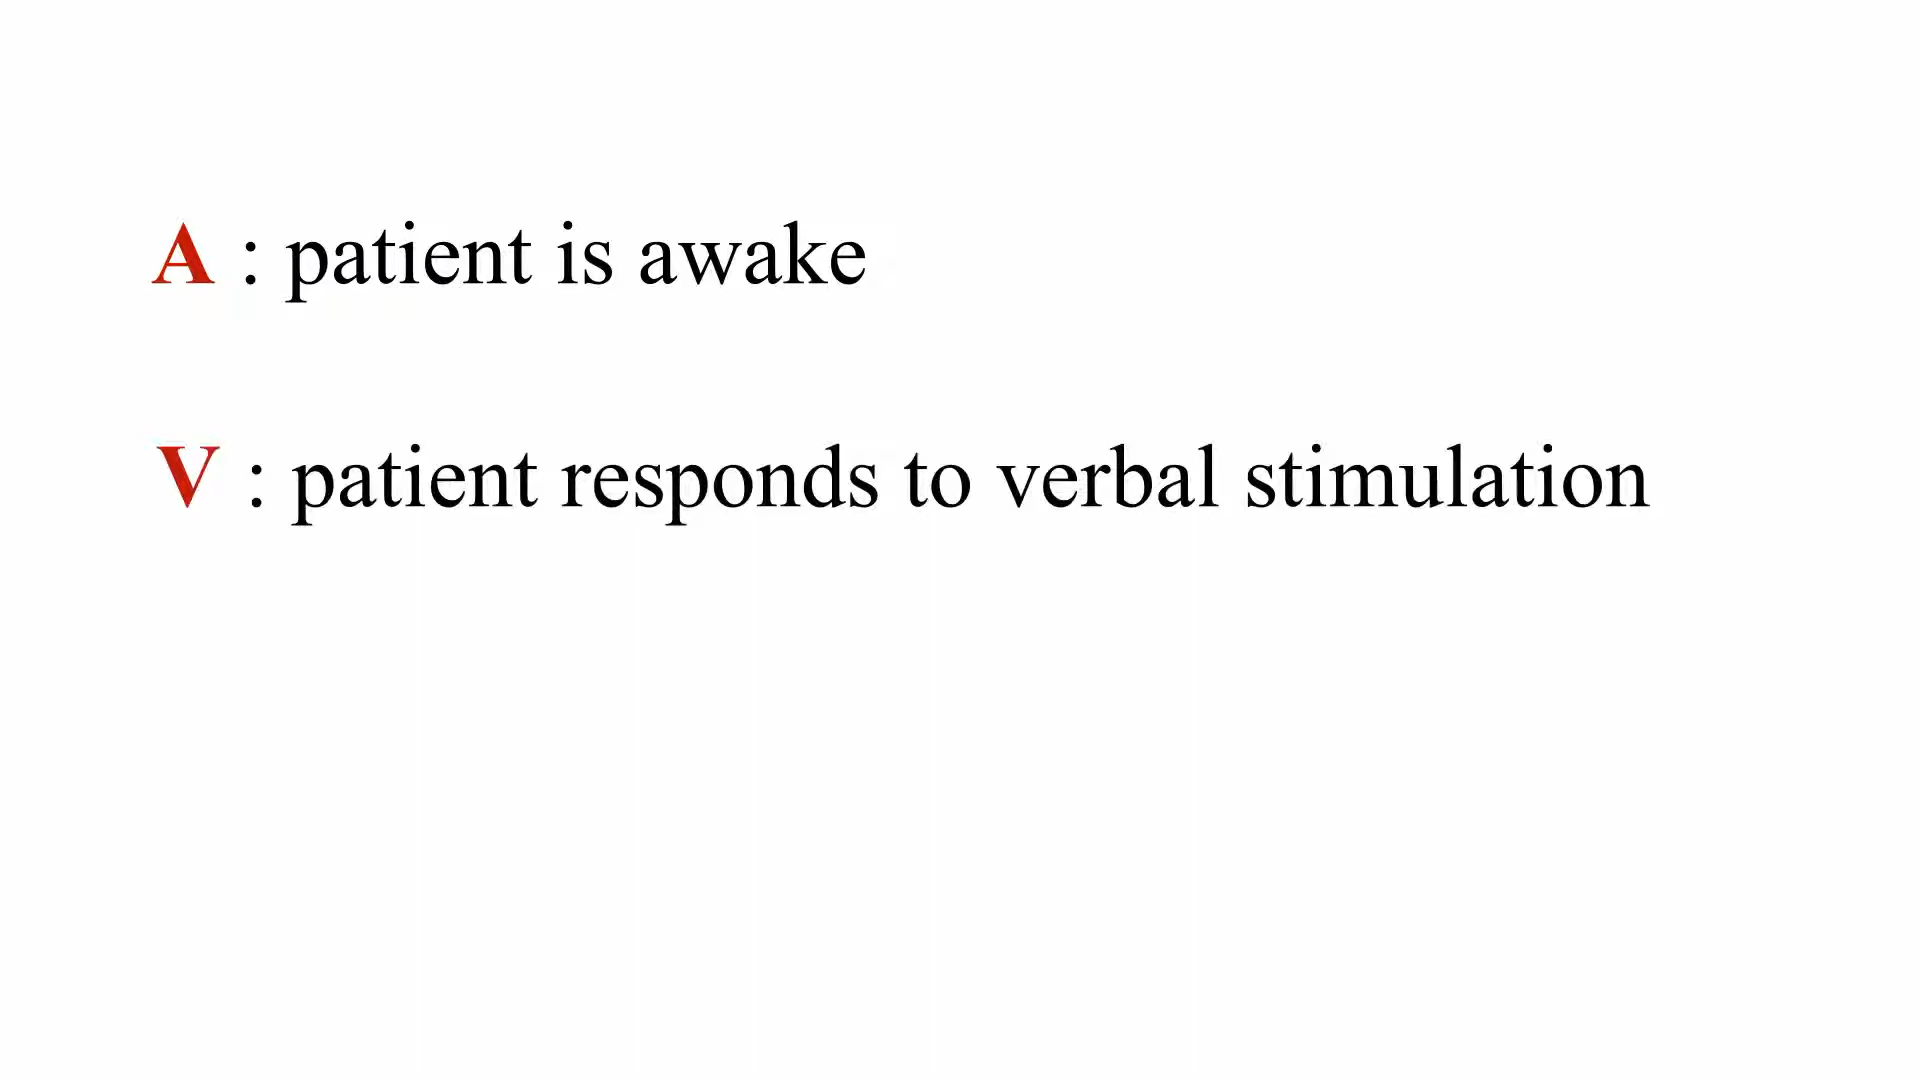 A : patient is awake
V : patient responds to verbal stimulation